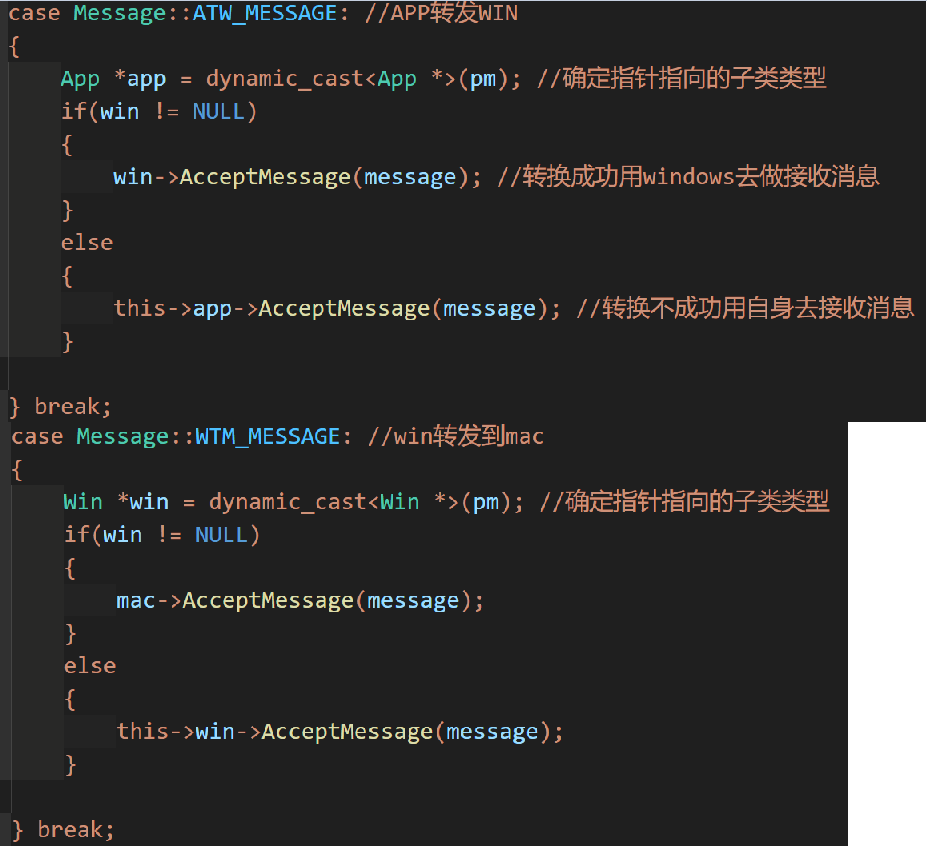 case Message::ATW_MESSAGE: //APP转发WIN
{
App *app = dynamic_cast<App *>(pm); //确定指针指向的子类类型
if(win != NULL)
{
win->AcceptMessage(message); //转换成功用windows去做接收消息
}
else
{
this->app->AcceptMessage(message); //转换不成功用自身去接收消息
}
} break;
case Message::WTM_MESSAGE: //win转发到mac
{
Win *win = dynamic_cast<Win *>(pm); //确定指针指向的子类类型
if(win != NULL)
{
mac->AcceptMessage(message);
}
else
{
this->win->AcceptMessage(message);
}
} break;